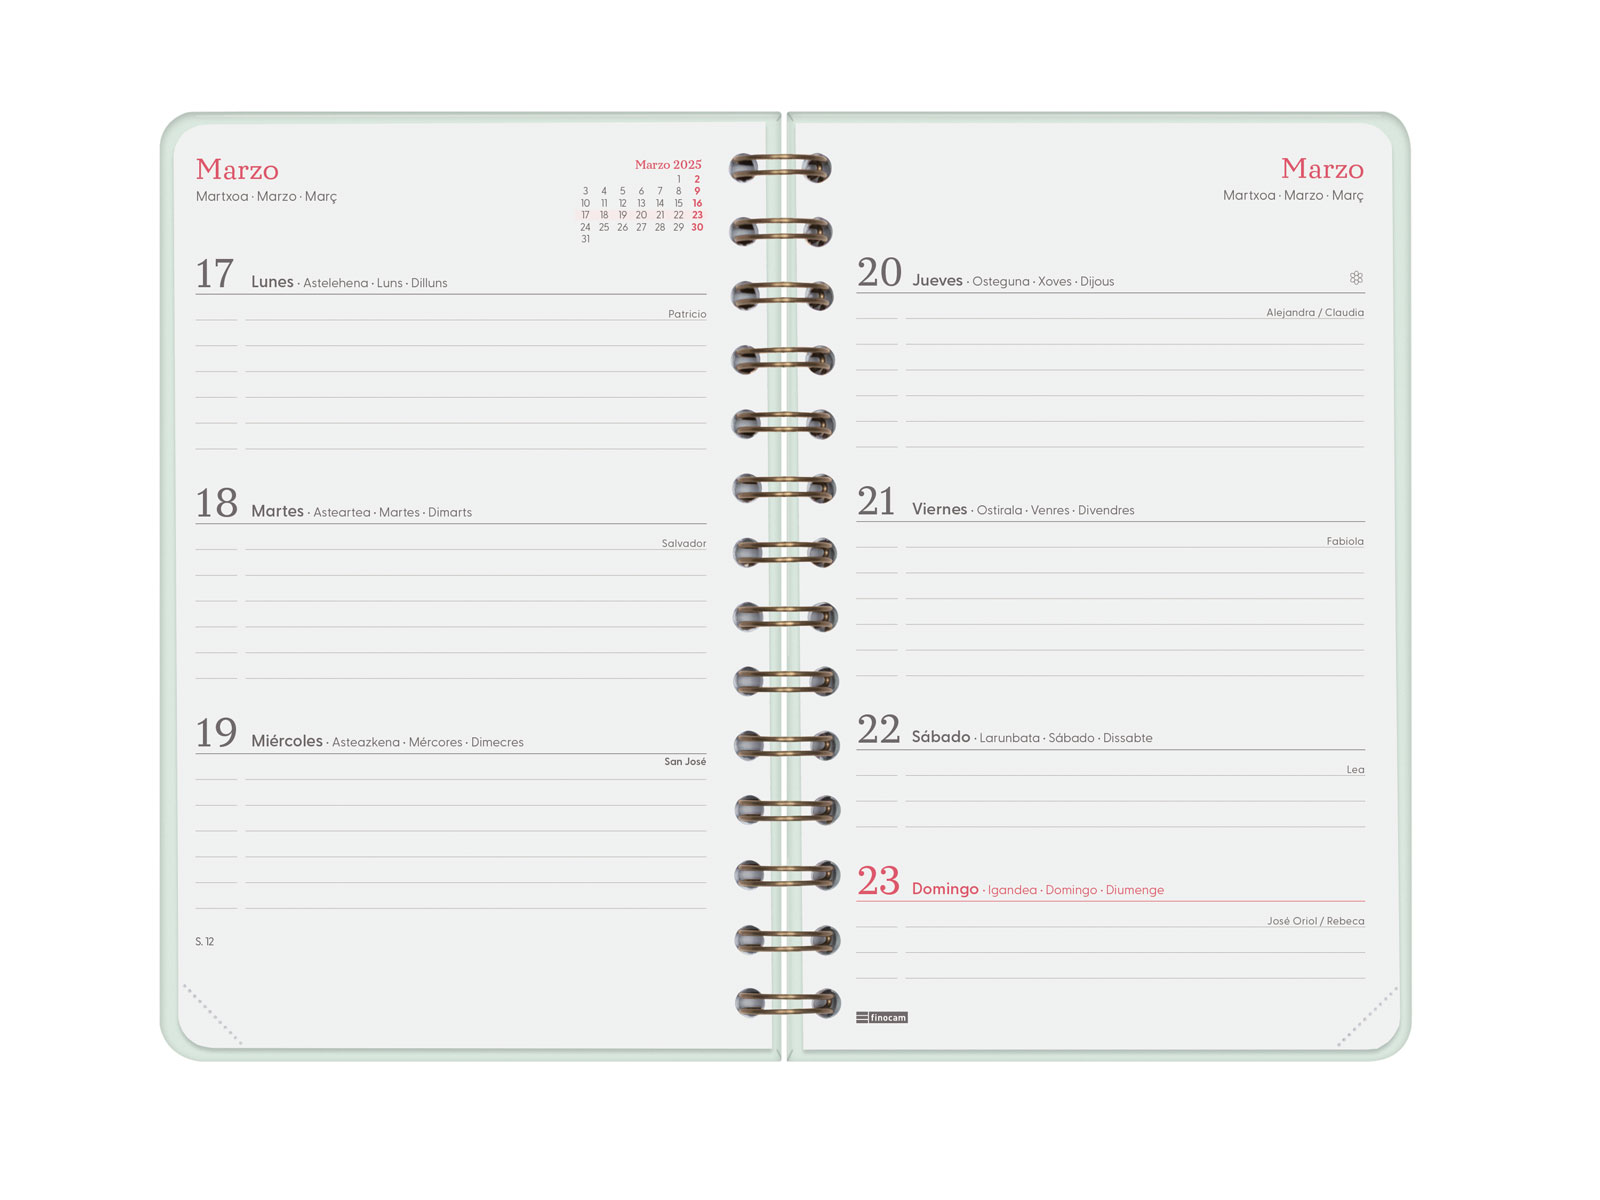 Marzo
Martxoa · Marzo · Març
Marzo 2025
1 2
3 4 5 6 7 8 9
10 11 12 13 14 15 16
17 18 19 20 21 22 23
24 25 26 27 28 29 30
31
17 Lunes · Astelehena · Luns · Dilluns
Patricio
18 Martes · Asteartea · Martes · Dimarts
Salvador
19 Miércoles · Asteazkena · Mércores · Dimecres
San José
S. 12
Marzo
Martxoa · Marzo · Març
20 Jueves · Osteguna · Xoves · Dijous
Alejandra / Claudia
21 Viernes · Ostirala · Venres · Divendres
Fabiola
22 Sábado · Larunbata · Sábado · Dissabte
Lea
23 Domingo · Igandea · Domingo · Diumenge
José Oriol / Rebeca
finocam